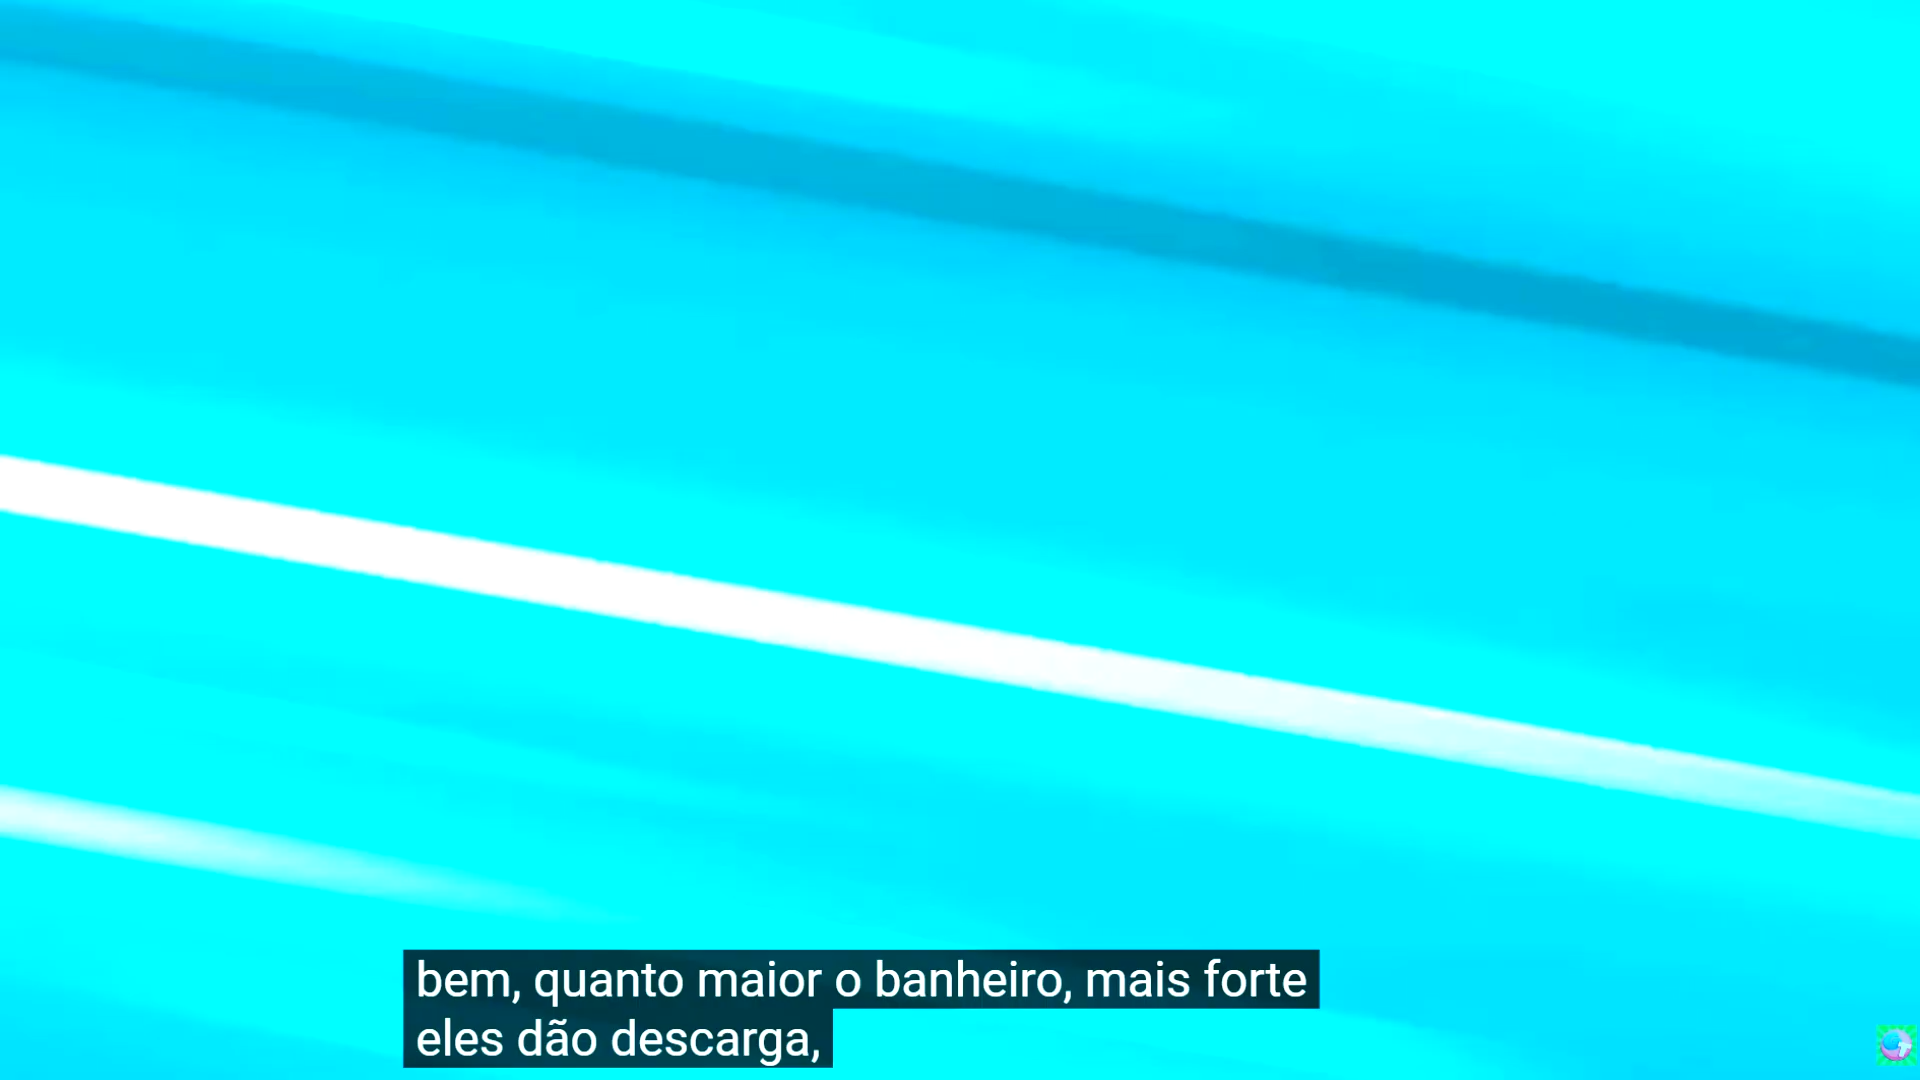 bem, quanto maior o banheiro, mais forte
eles dão descarga,